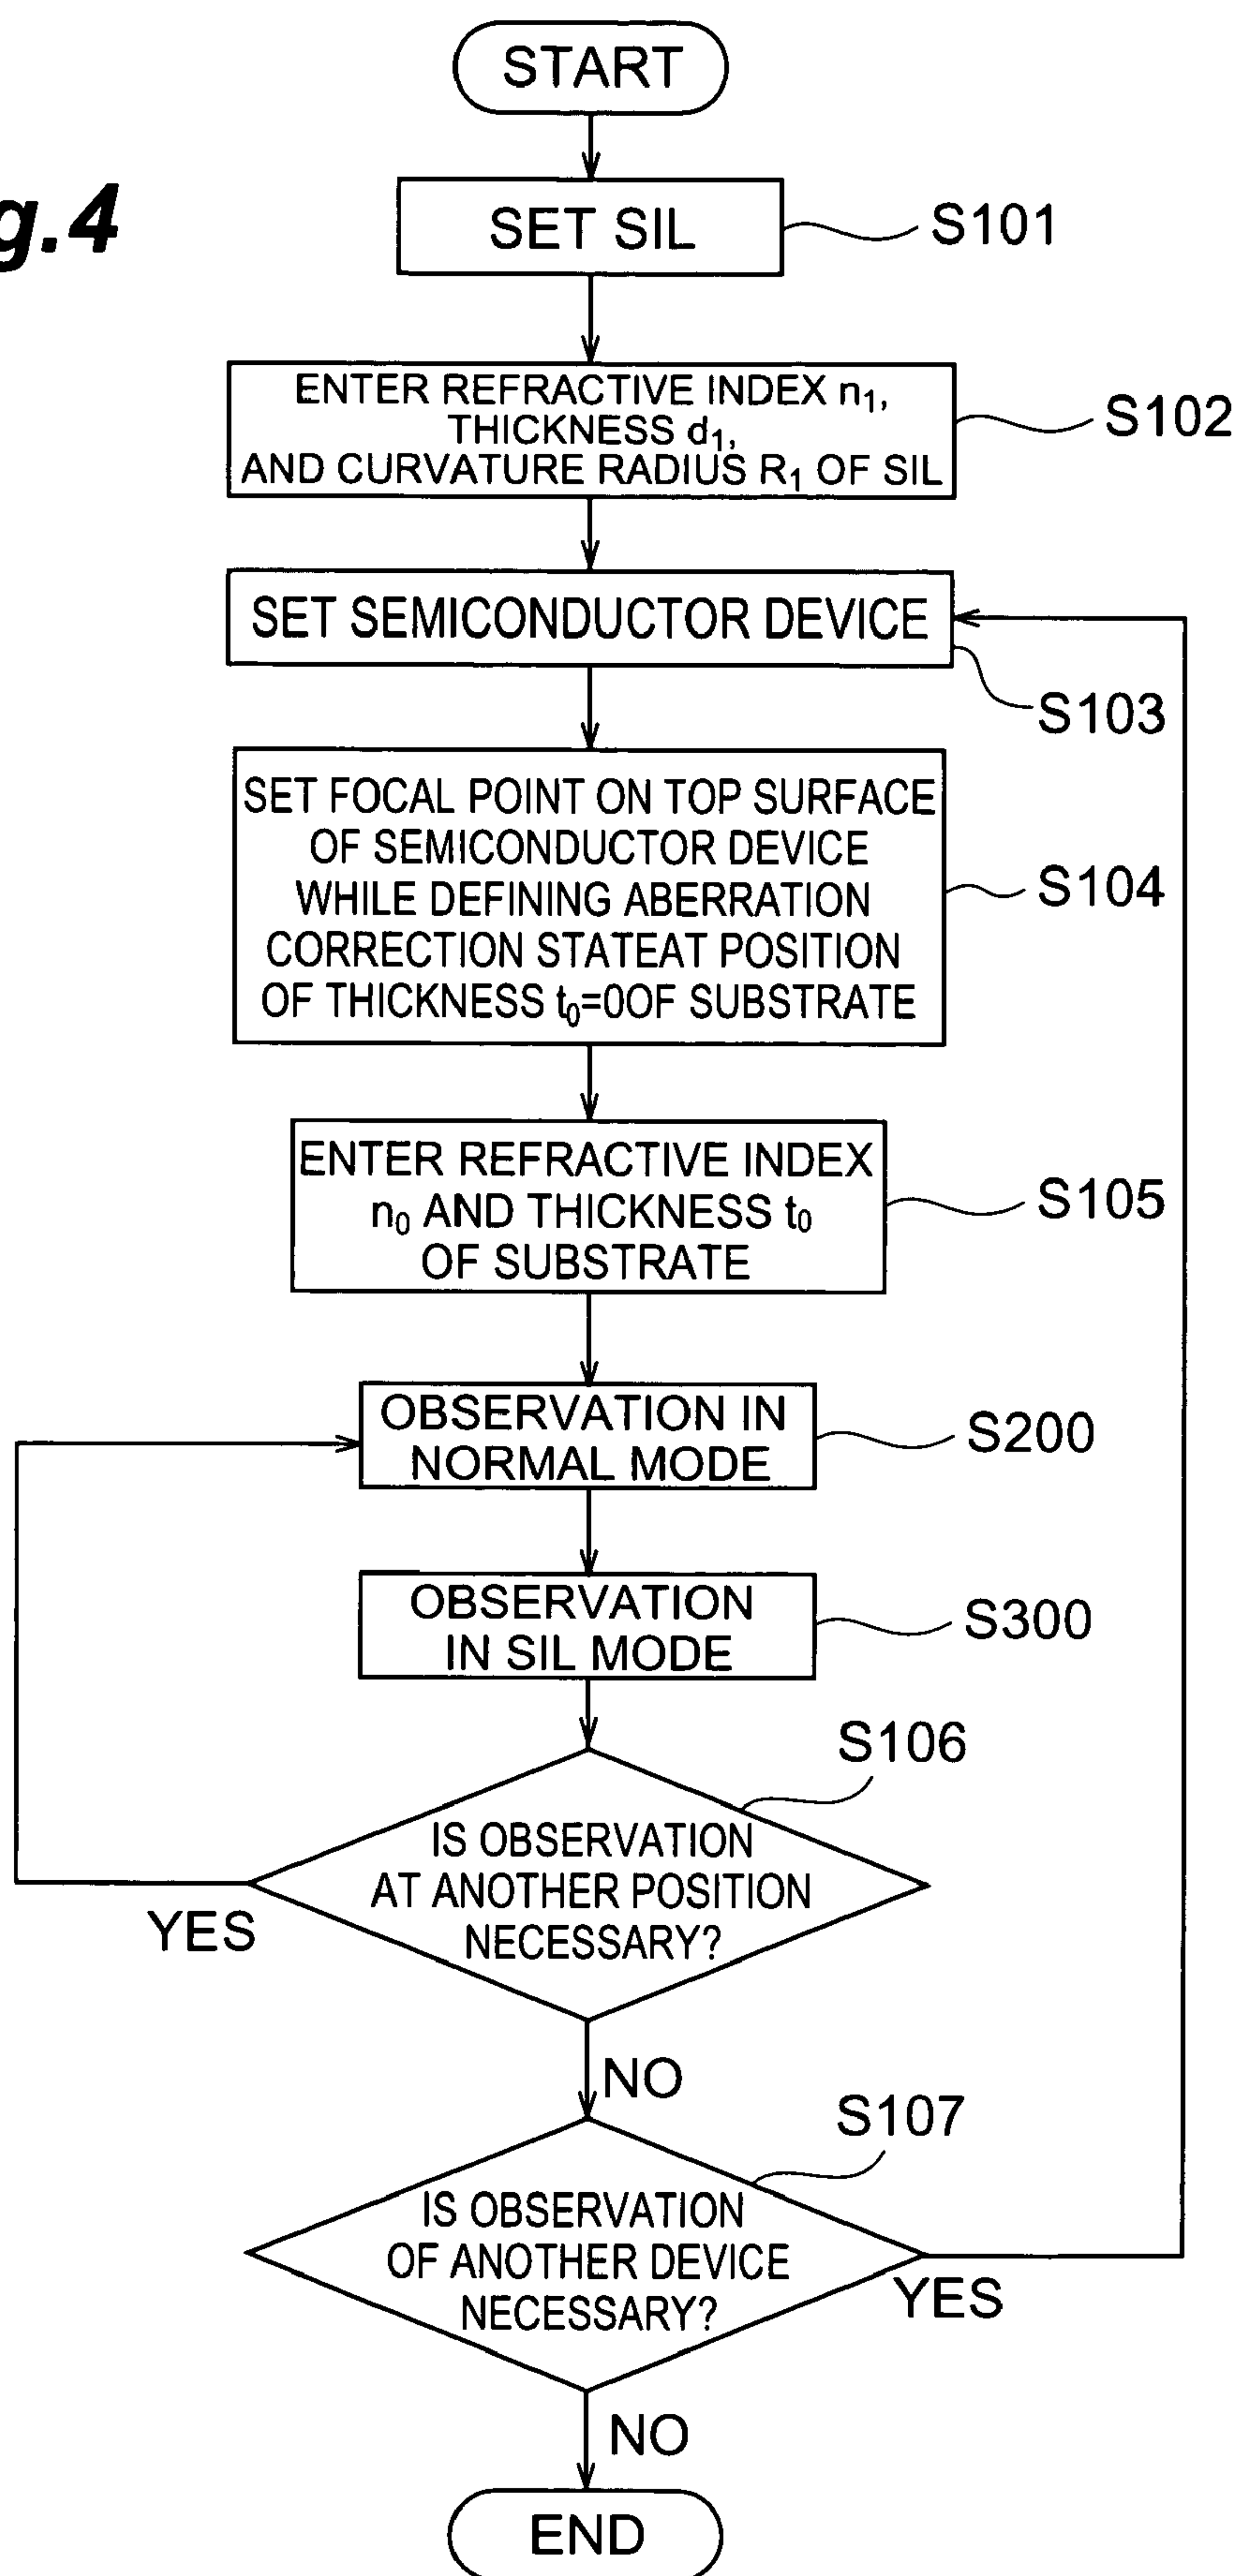 g.4
START
SET SIL
S101
ENTER REFRACTIVE INDEX n₁,
THICKNESS d₁,
AND CURVATURE RADIUS R₁ OF SIL
S102
SET SEMICONDUCTOR DEVICE
S103
SET FOCAL POINT ON TOP SURFACE
OF SEMICONDUCTOR DEVICE
WHILE DEFINING ABERRATION
CORRECTION STATEAT POSITION
OF THICKNESS t₀=0OF SUBSTRATE
S104
ENTER REFRACTIVE INDEX
n₀ AND THICKNESS t₀
OF SUBSTRATE
S105
OBSERVATION IN
NORMAL MODE
S200
OBSERVATION
IN SIL MODE
S300
S106
IS OBSERVATION
AT ANOTHER POSITION
NECESSARY?
YES
NO
S107
IS OBSERVATION
OF ANOTHER DEVICE
NECESSARY?
YES
NO
END